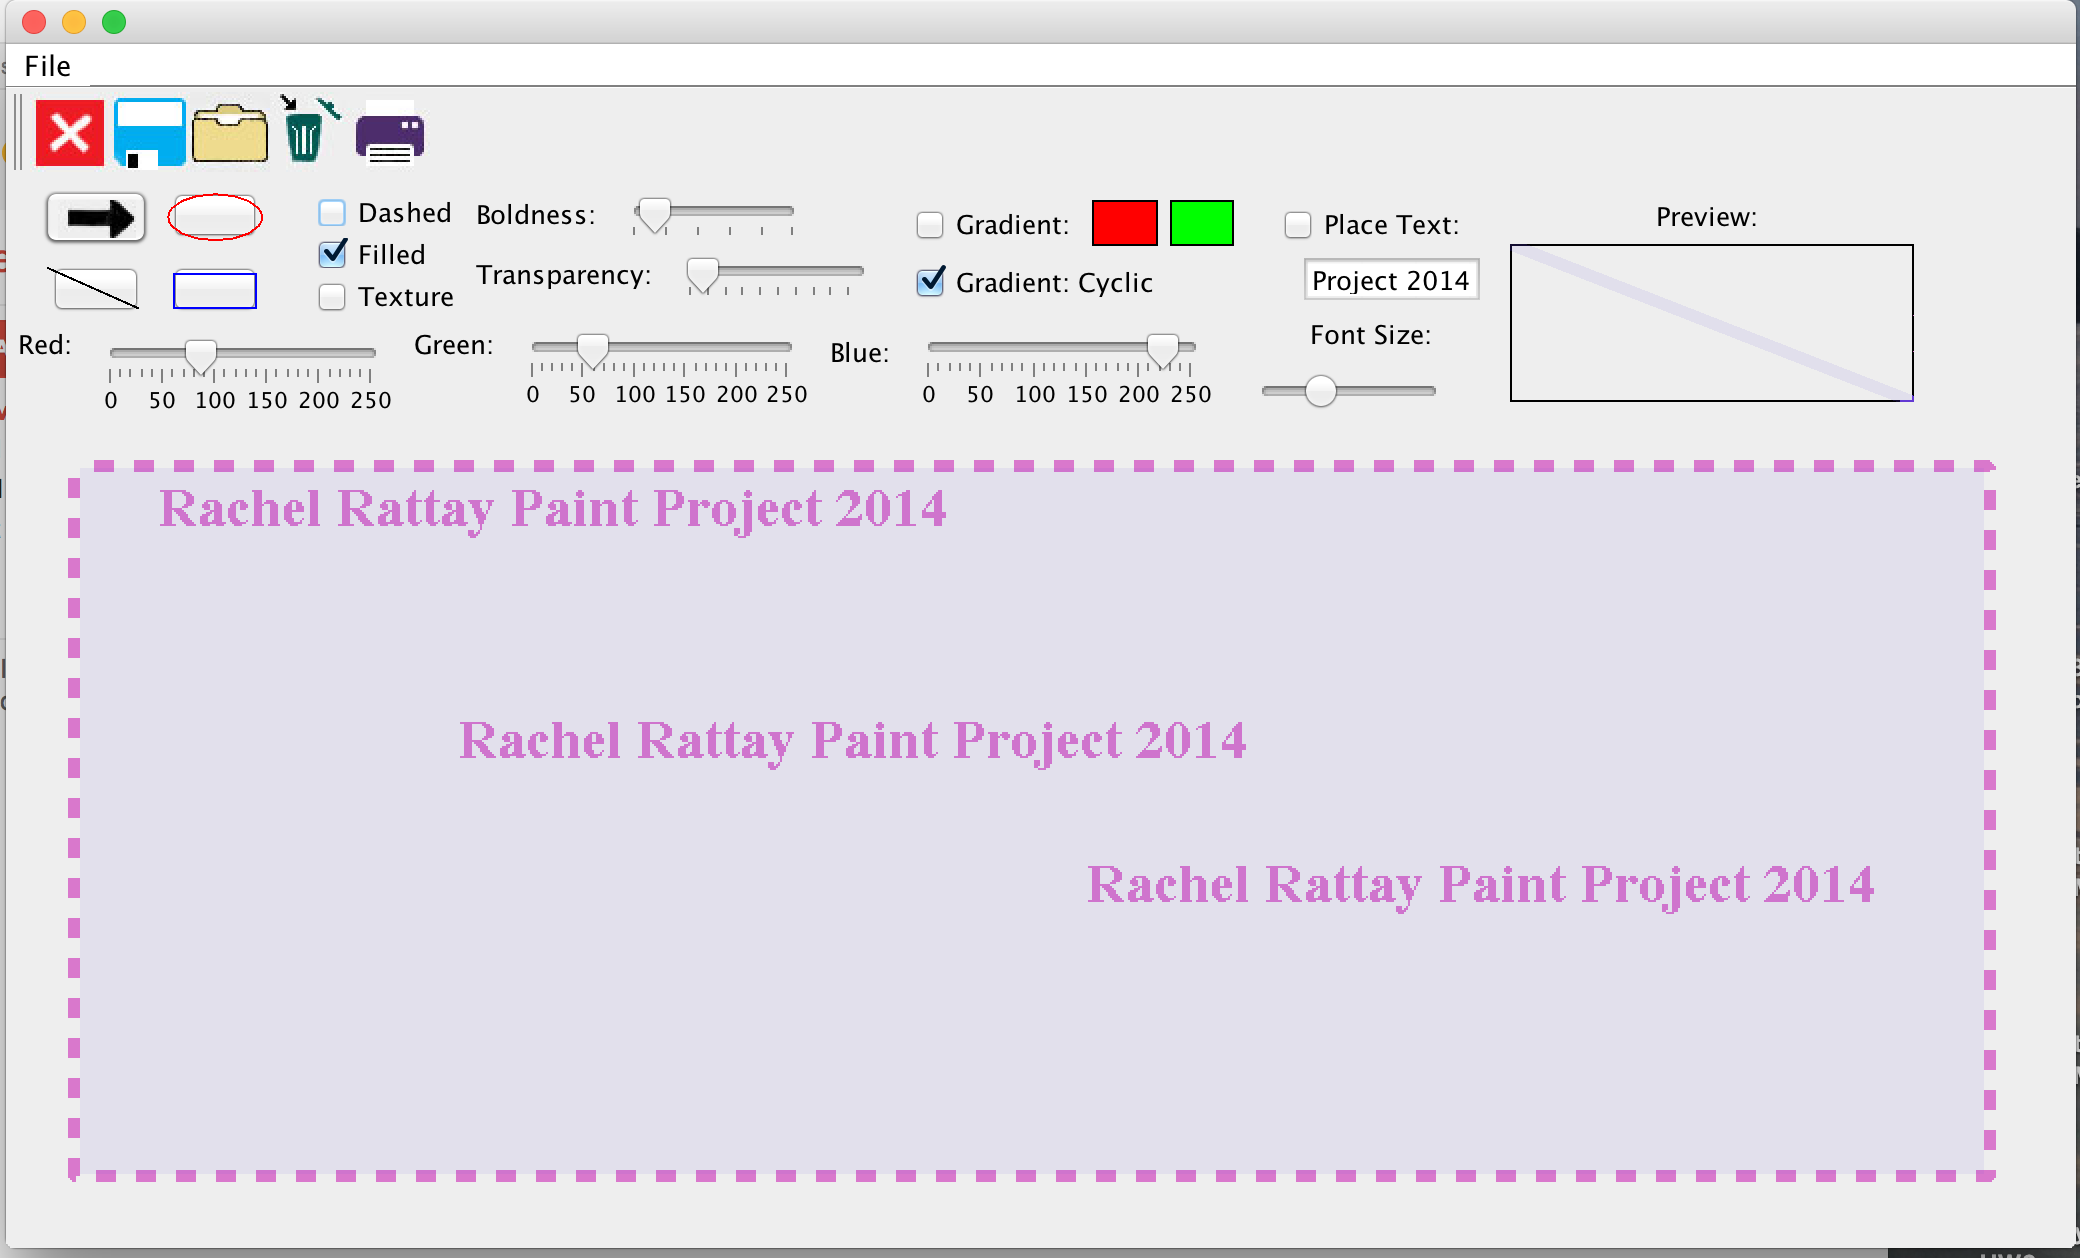 File
Dashed
Filled
Texture
Boldness:
Transparency:
Gradient:
Gradient: Cyclic
Place Text:
Project 2014
Font Size:
Preview:
Red:
0 50 100 150 200 250
Green:
0 50 100 150 200 250
Blue:
0 50 100 150 200 250
Rachel Rattay Paint Project 2014
Rachel Rattay Paint Project 2014
Rachel Rattay Paint Project 2014